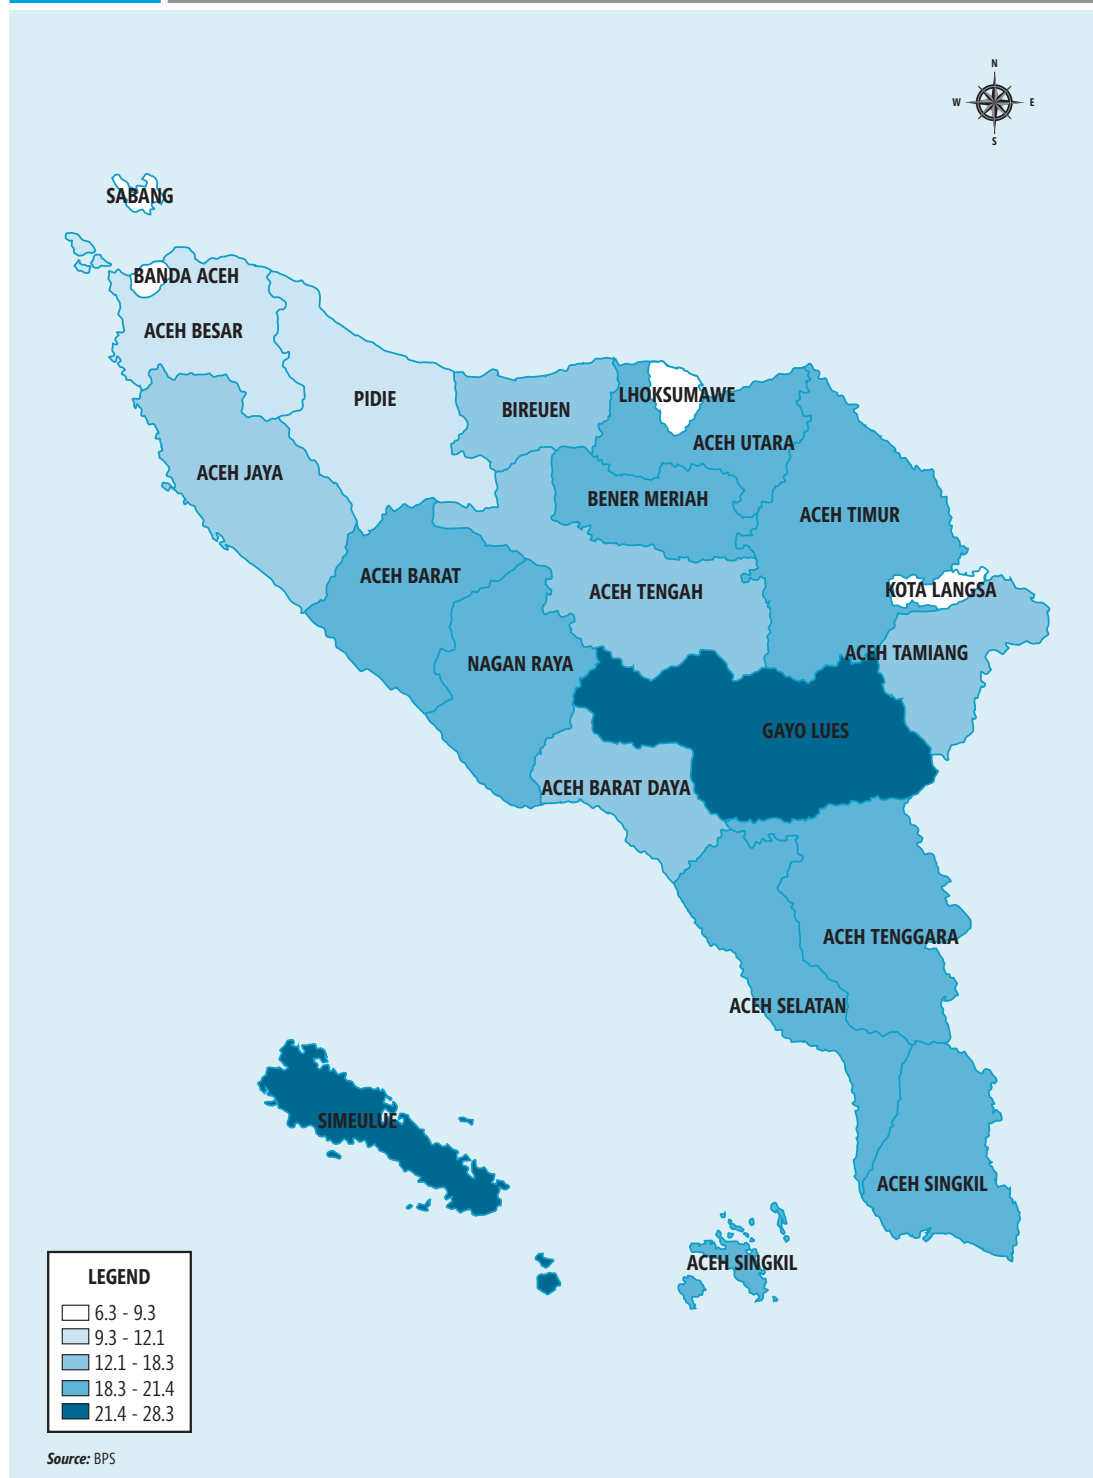 N
W
E
S
SABANG
BANDA ACEH
ACEH BESAR
PIDIE
LHOKSUMAWE
BIREUEN
ACEH UTARA
ACEH JAYA
BENER MERIAH
ACEH TIMUR
ACEH BARAT
ACEH TENGAH
KOTA LANGSA
ACEH TAMIANG
NAGAN RAYA
GAYO LUES
ACEH BARAT DAYA
ACEH TENGGARA
ACEH SELATAN
SIMEULUE
ACEH SINGKIL
ACEH SINGKIL
LEGEND
6.3 - 9.3
9.3 - 12.1
12.1 - 18.3
18.3 - 21.4
21.4 - 28.3
Source: BPS